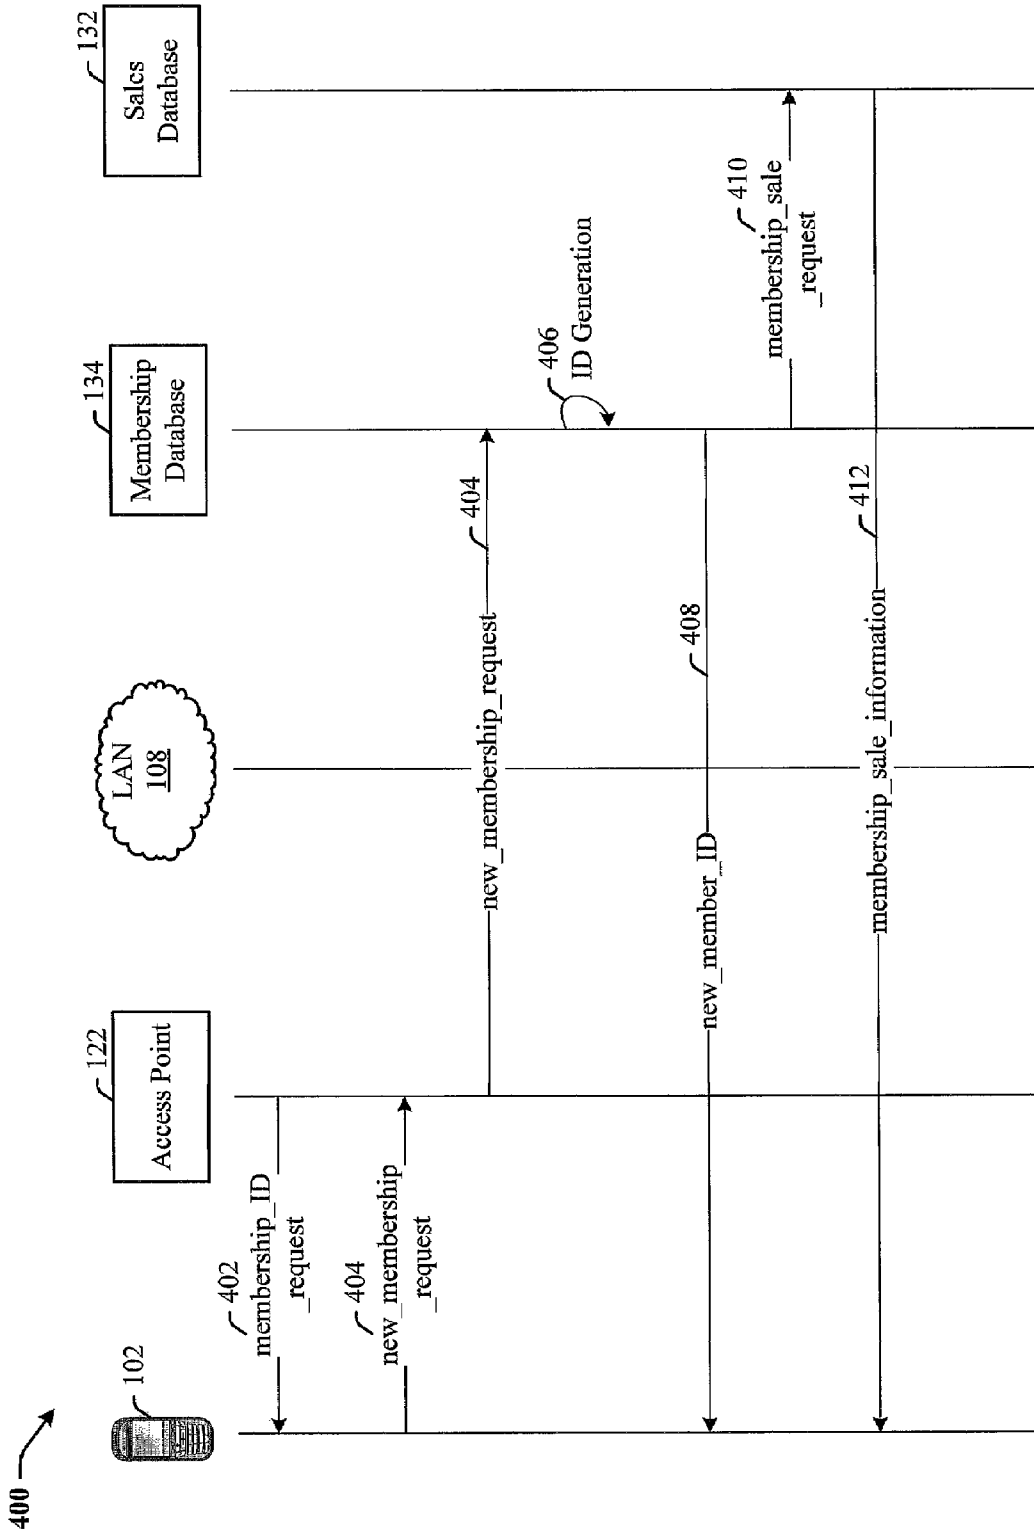 400
102
122
Access Point
LAN
108
134
Membership
Database
132
Sales
Database
402
membership_ID
_request
404
new_membership
_request
new_membership_request
404
406
ID Generation
new_member_ID
408
410
membership_sale
_request
membership_sale_information
412